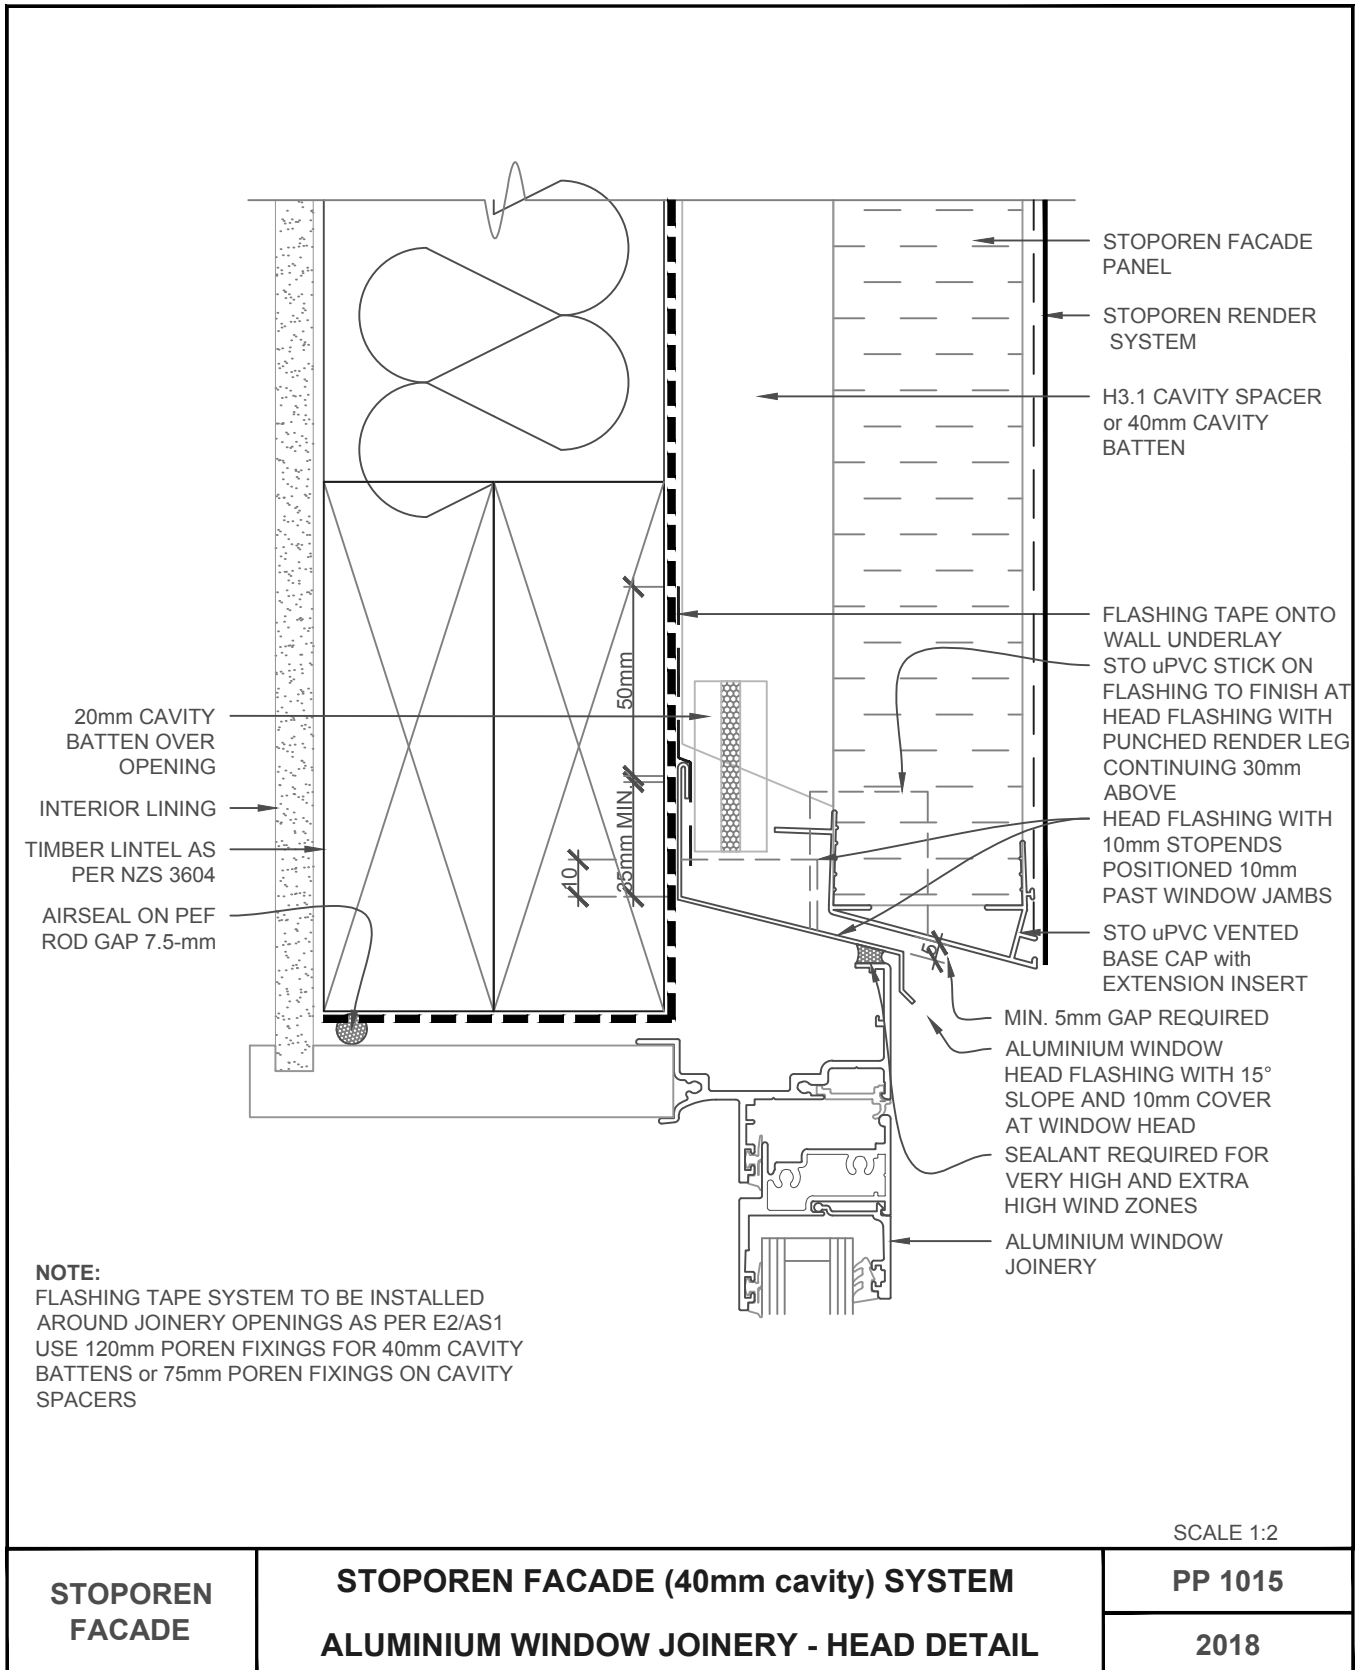 STOPOREN FACADE
PANEL
STOPOREN RENDER
SYSTEM
H3.1 CAVITY SPACER
or 40mm CAVITY
BATTEN
FLASHING TAPE ONTO
WALL UNDERLAY
STO uPVC STICK ON
FLASHING TO FINISH AT
HEAD FLASHING WITH
PUNCHED RENDER LEG
CONTINUING 30mm
ABOVE
HEAD FLASHING WITH
10mm STOPENDS
POSITIONED 10mm
PAST WINDOW JAMBS
STO uPVC VENTED
BASE CAP with
EXTENSION INSERT
MIN. 5mm GAP REQUIRED
ALUMINIUM WINDOW
HEAD FLASHING WITH 15°
SLOPE AND 10mm COVER
AT WINDOW HEAD
SEALANT REQUIRED FOR
VERY HIGH AND EXTRA
HIGH WIND ZONES
ALUMINIUM WINDOW
JOINERY
20mm CAVITY
BATTEN OVER
OPENING
INTERIOR LINING
TIMBER LINTEL AS
PER NZS 3604
AIRSEAL ON PEF
ROD GAP 7.5-mm
50mm
35mm MIN.
10
5
NOTE:
FLASHING TAPE SYSTEM TO BE INSTALLED
AROUND JOINERY OPENINGS AS PER E2/AS1
USE 120mm POREN FIXINGS FOR 40mm CAVITY
BATTENS or 75mm POREN FIXINGS ON CAVITY
SPACERS
SCALE 1:2
STOPOREN
FACADE
STOPOREN FACADE (40mm cavity) SYSTEM
ALUMINIUM WINDOW JOINERY - HEAD DETAIL
PP 1015
2018